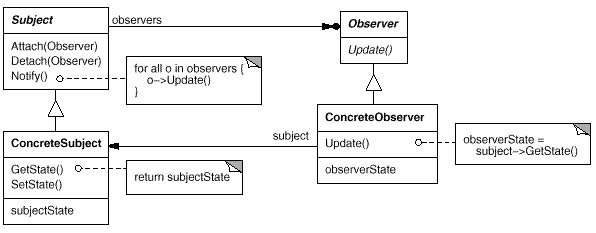 Subject
observers
Attach(Observer)
Detach(Observer)
Notify()
for all o in observers {
o->Update()
}
Observer
Update()
ConcreteSubject
GetState()
SetState()
subjectState
return subjectState
subject
ConcreteObserver
Update()
observerState
observerState =
subject->GetState()